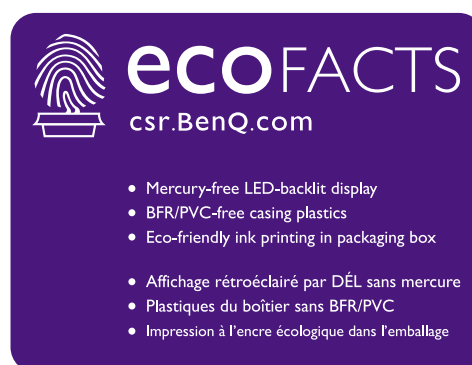 ecoFACTS
csr.BenQ.com
• Mercury-free LED-backlit display
• BFR/PVC-free casing plastics
• Eco-friendly ink printing in packaging box
• Affichage rétroéclairé par DÉL sans mercure
• Plastiques du boîtier sans BFR/PVC
• Impression à l'encre écologique dans l'emballage